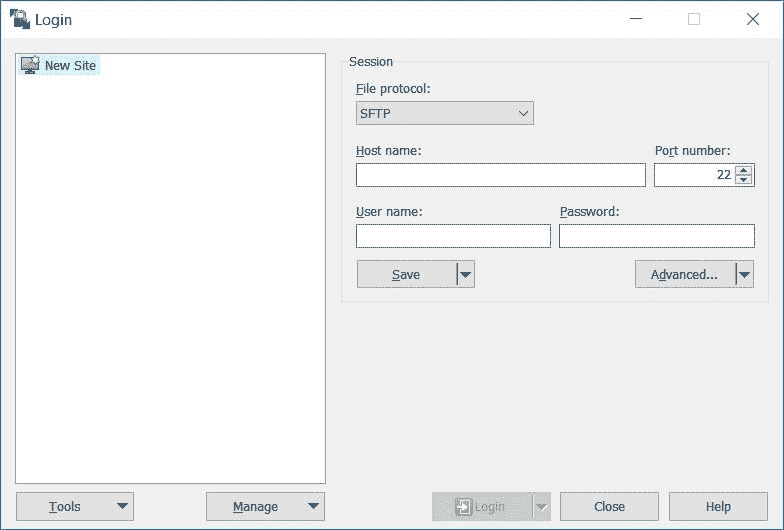 Login
New Site
Session
File protocol:
SFTP
Host name:
Port number:
22
User name:
Password:
Save
Advanced...
Tools
Manage
Login
Close
Help